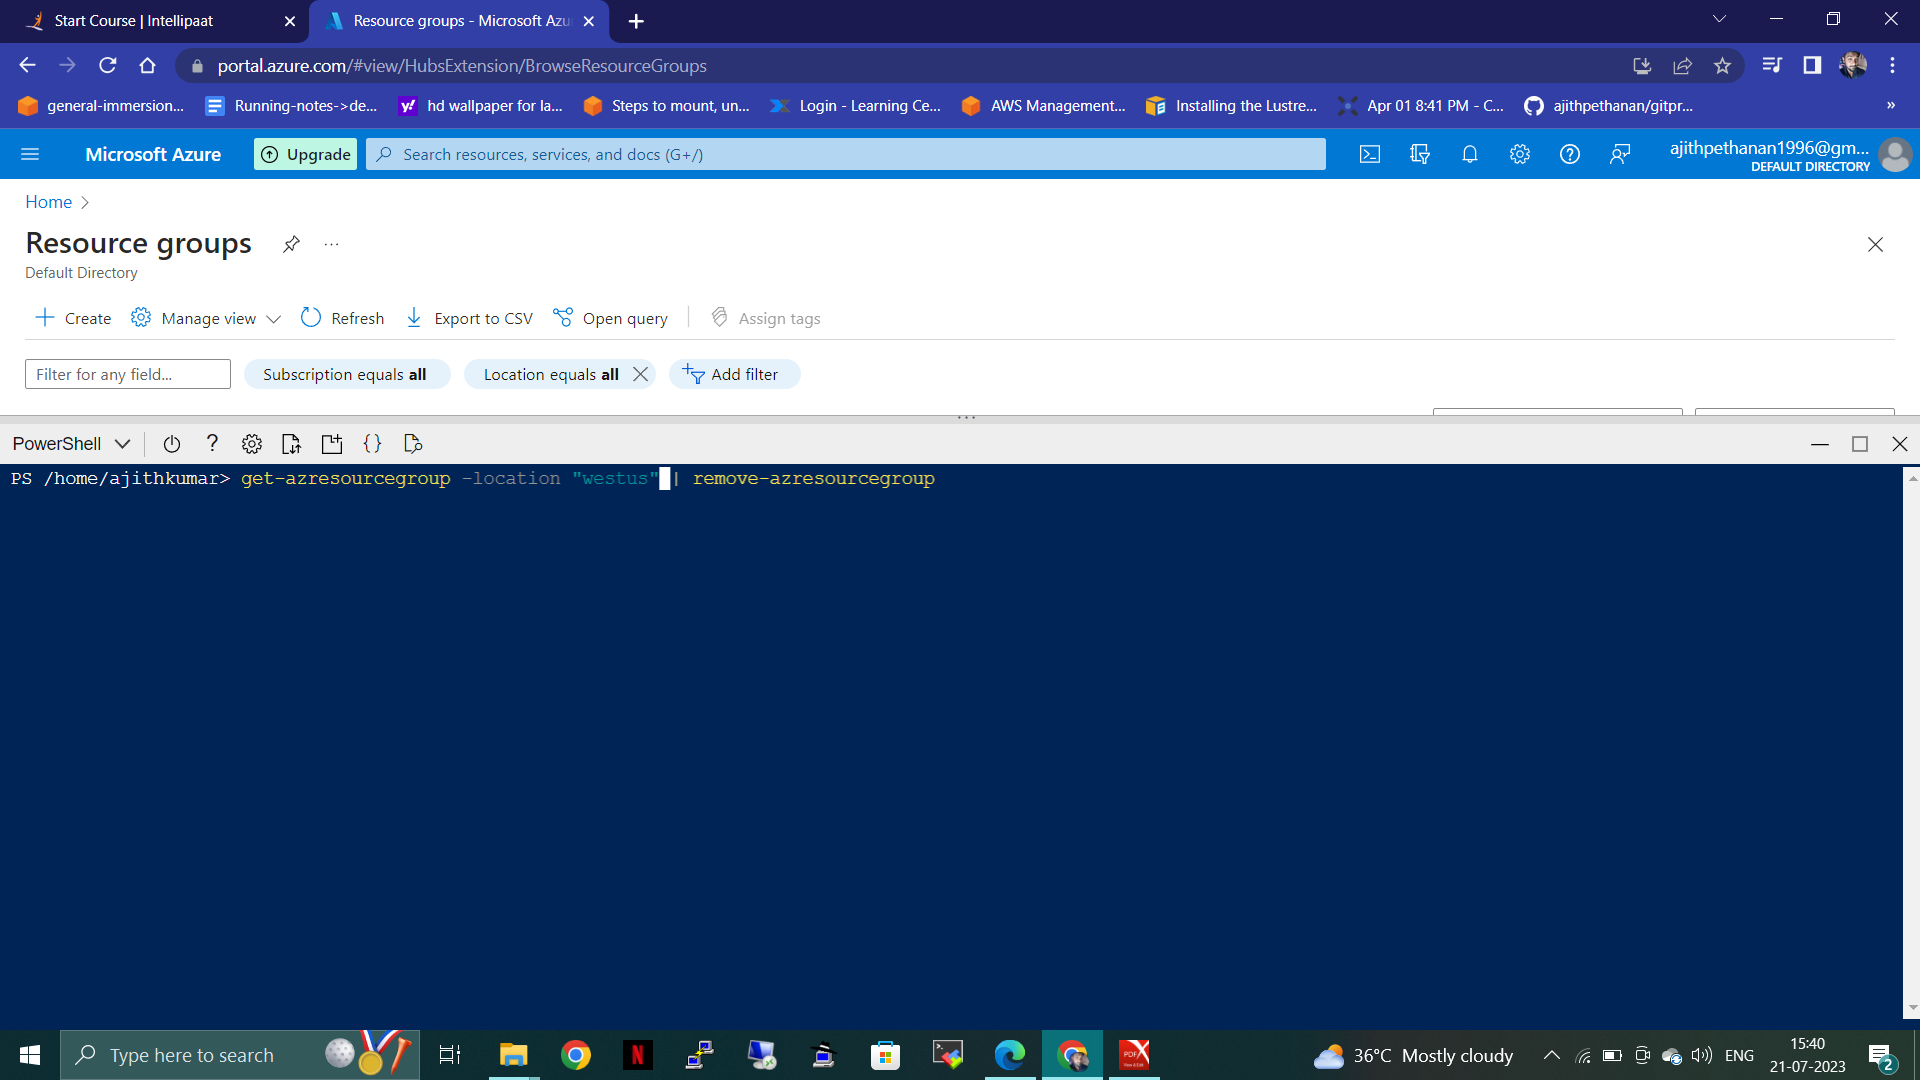 Start Course | Intellipaat
Resource groups - Microsoft Azu
portal.azure.com/#view/HubsExtension/BrowseResourceGroups
general-immersion... Running-notes->de... y! hd wallpaper for la... Steps to mount, un... Login - Learning Ce... AWS Management... Installing the Lustre... Apr 01 8:41 PM - C... ajithpethanan/gitpr... »
Microsoft Azure Upgrade Search resources, services, and docs (G+/) ajithpethanan1996@gm...
DEFAULT DIRECTORY
Home >
Resource groups ...
Default Directory
+ Create Manage view Refresh Export to CSV Open query Assign tags
Filter for any field... Subscription equals all Location equals all Add filter
PowerShell ? { }
PS /home/ajithkumar> get-azresourcegroup -location "westus" | remove-azresourcegroup
Type here to search N PDF 36°C Mostly cloudy ENG 15:40
21-07-2023 2